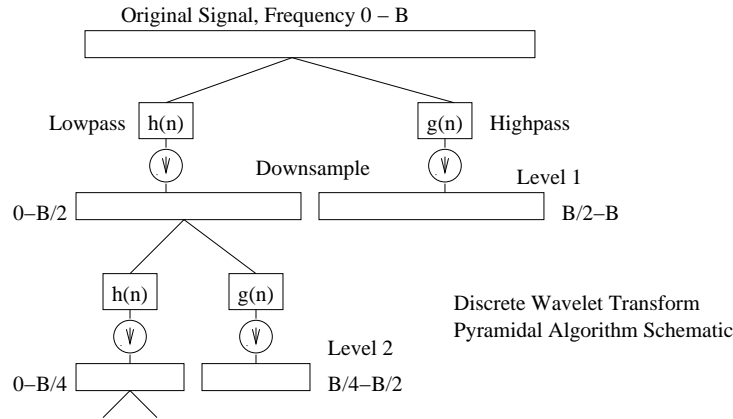 Original Signal, Frequency 0 – B
Lowpass
h(n)
g(n)
Highpass
Downsample
Level 1
0–B/2
B/2–B
h(n)
g(n)
Discrete Wavelet Transform
Pyramidal Algorithm Schematic
Level 2
0–B/4
B/4–B/2